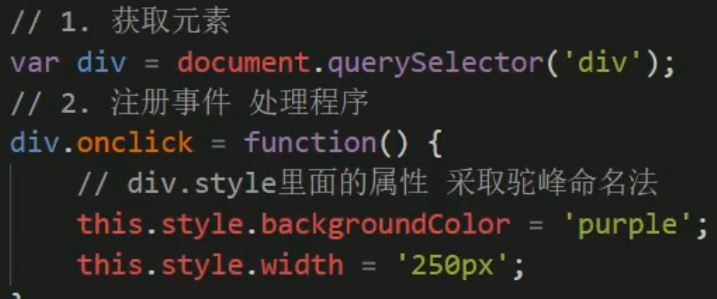 // 1. 获取元素
var div = document.querySelector('div');
// 2. 注册事件 处理程序
div.onclick = function() {
// div.style里面的属性 采取驼峰命名法
this.style.backgroundColor = 'purple';
this.style.width = '250px';
}